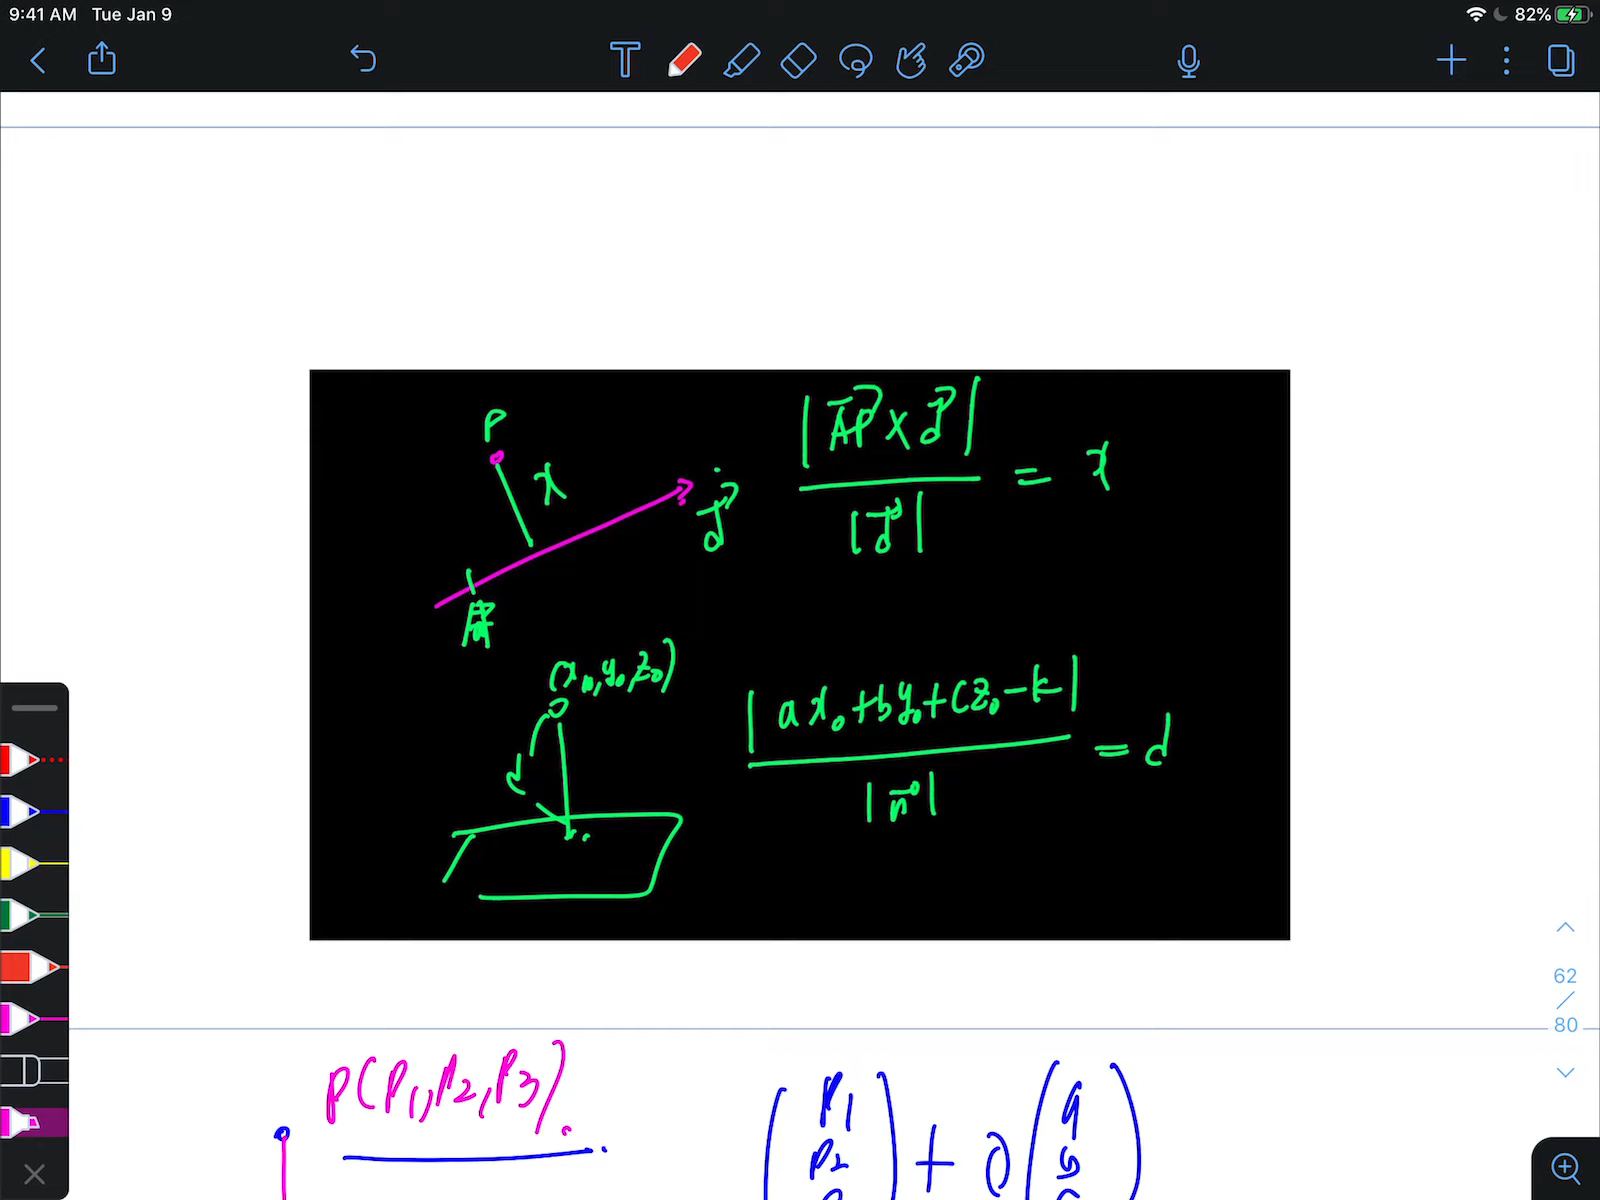 9:41 AM Tue Jan 9
82%
P
x
|AP⃗ × d⃗|
/ |d⃗| = x
d⃗
A
(x₀, y₀, z₀)
|ax₀+by₀+cz₀-k|
/ |n⃗| = d
62
/
80
P(P₁, P₂, P₃)
P₁
P₂
+